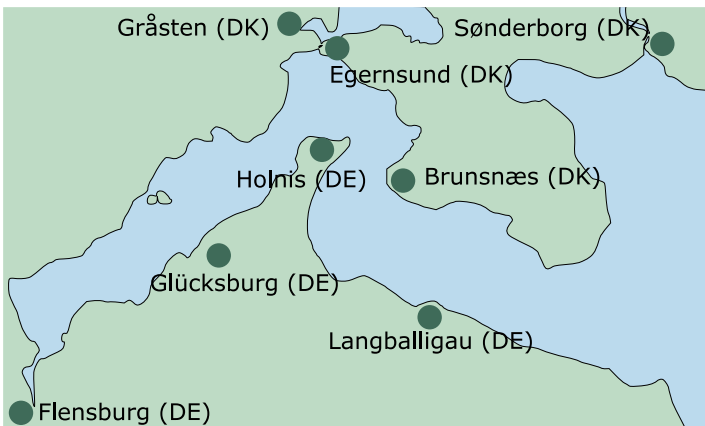 Gråsten (DK)
Sønderborg (DK)
Egernsund (DK)
Holnis (DE)
Brunsnæs (DK)
Glücksburg (DE)
Langballigau (DE)
Flensburg (DE)